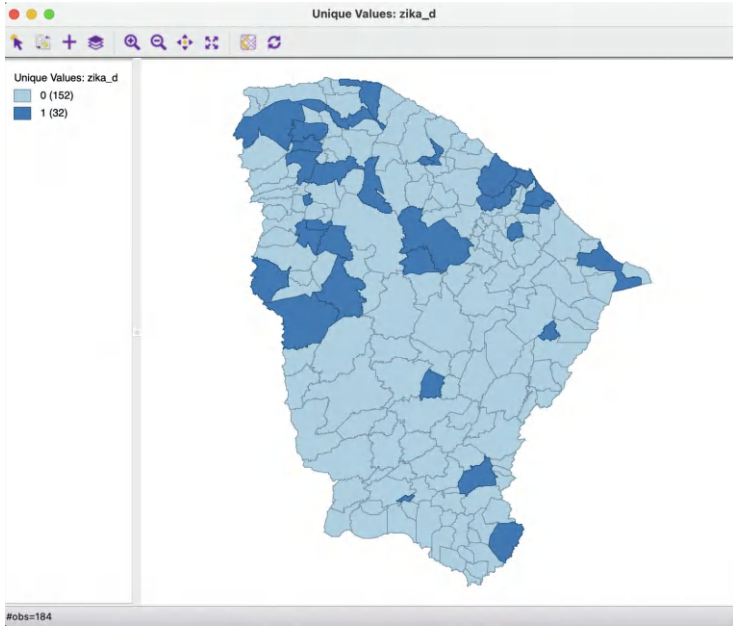 Unique Values: zika_d
Unique Values: zika_d
0 (152)
1 (32)
#obs=184